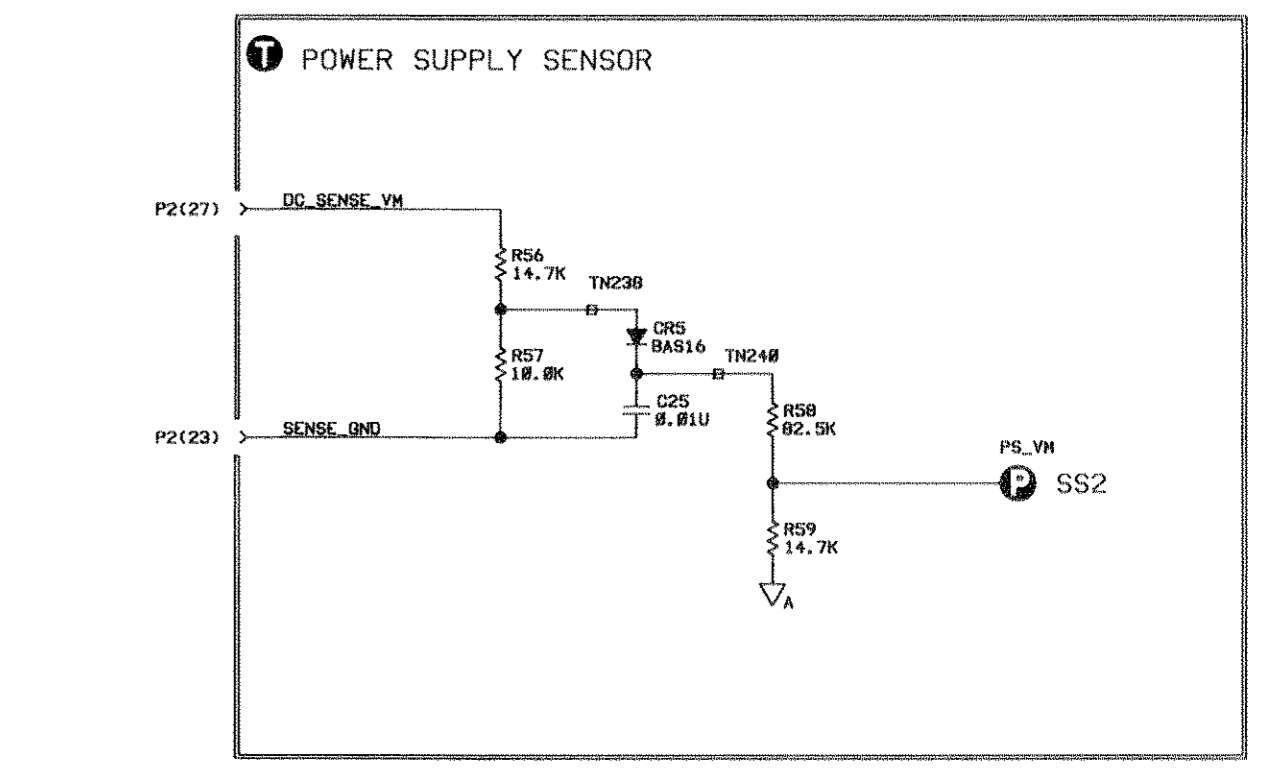 T POWER SUPPLY SENSOR
P2(27)
DC_SENSE_VM
R56
14.7K
TN238
CR5
BAS16
R57
10.0K
TN240
C25
0.01U
R58
82.5K
P2(23)
SENSE_GND
PS_VM
P SS2
R59
14.7K
A